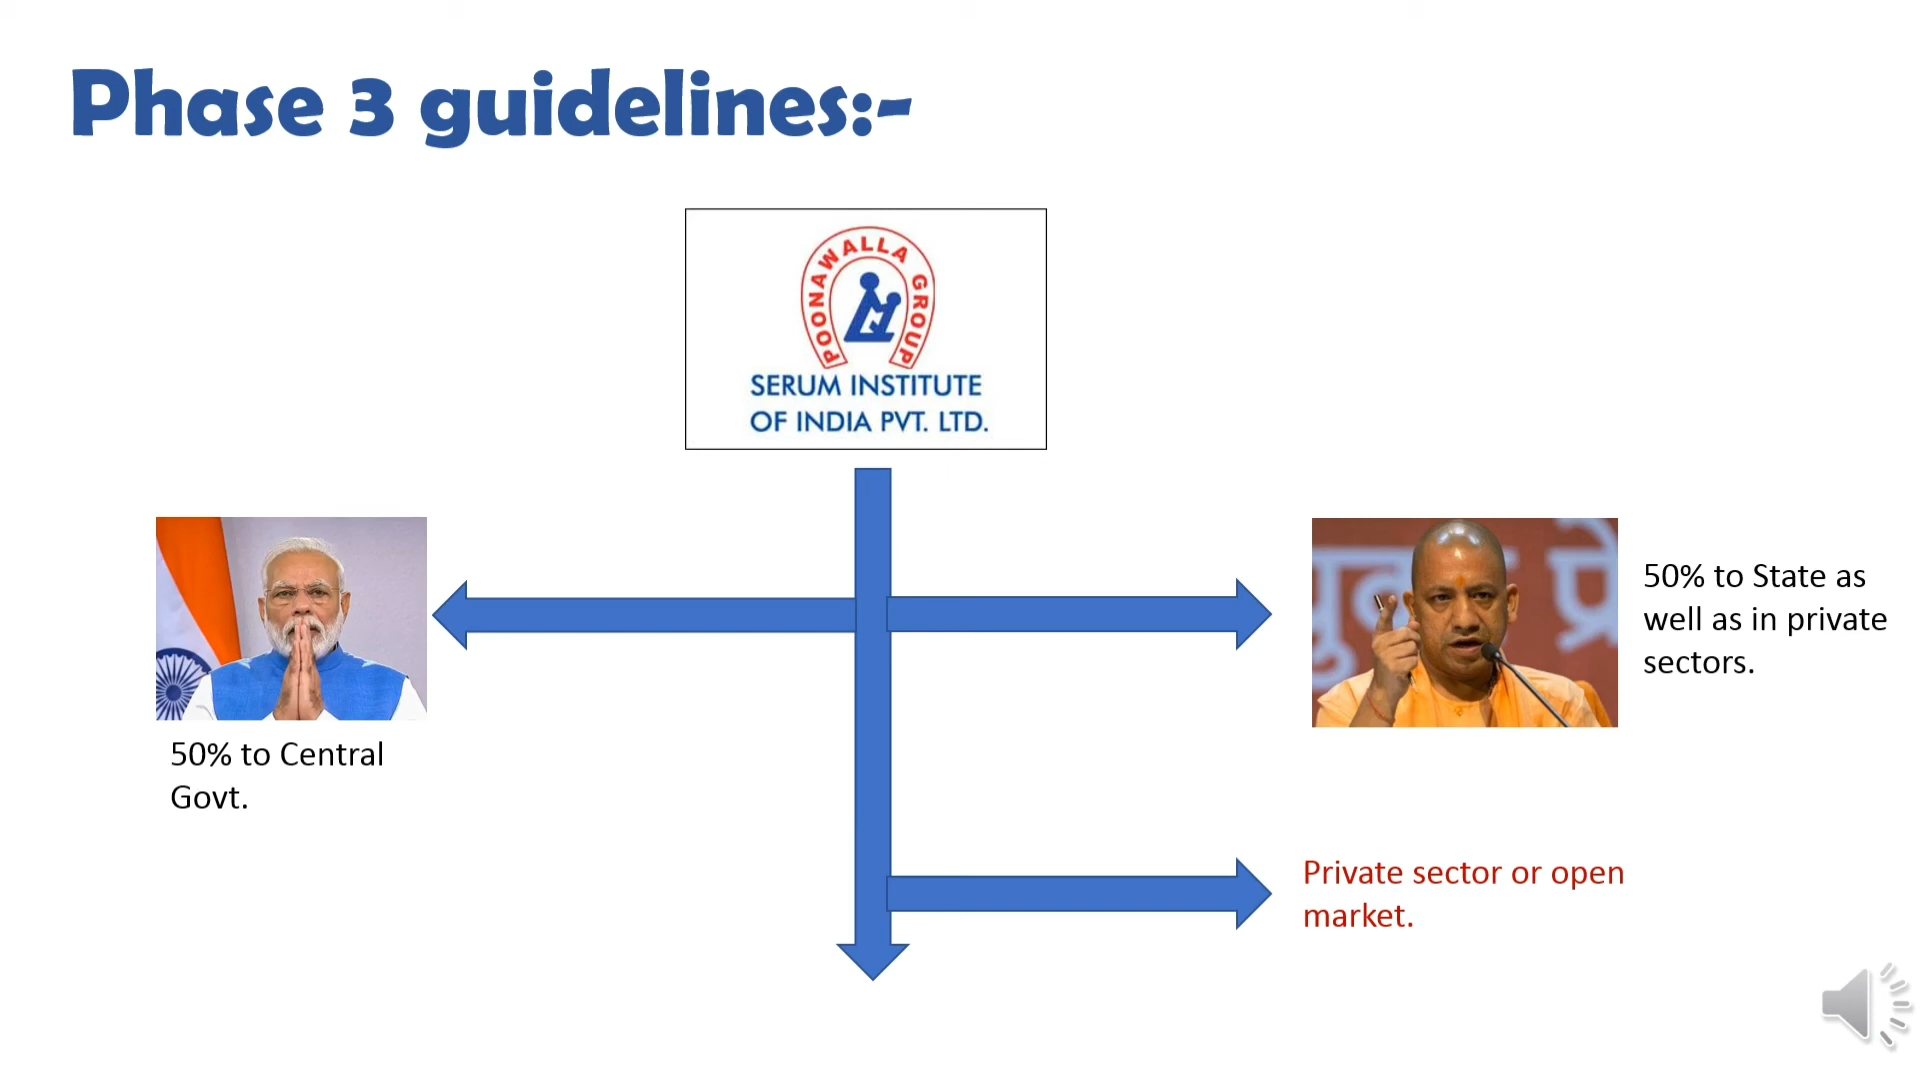 Phase 3 guidelines:-
POONAWALLA GROUP
SERUM INSTITUTE
OF INDIA PVT. LTD.
50% to State as
well as in private
sectors.
50% to Central
Govt.
Private sector or open
market.